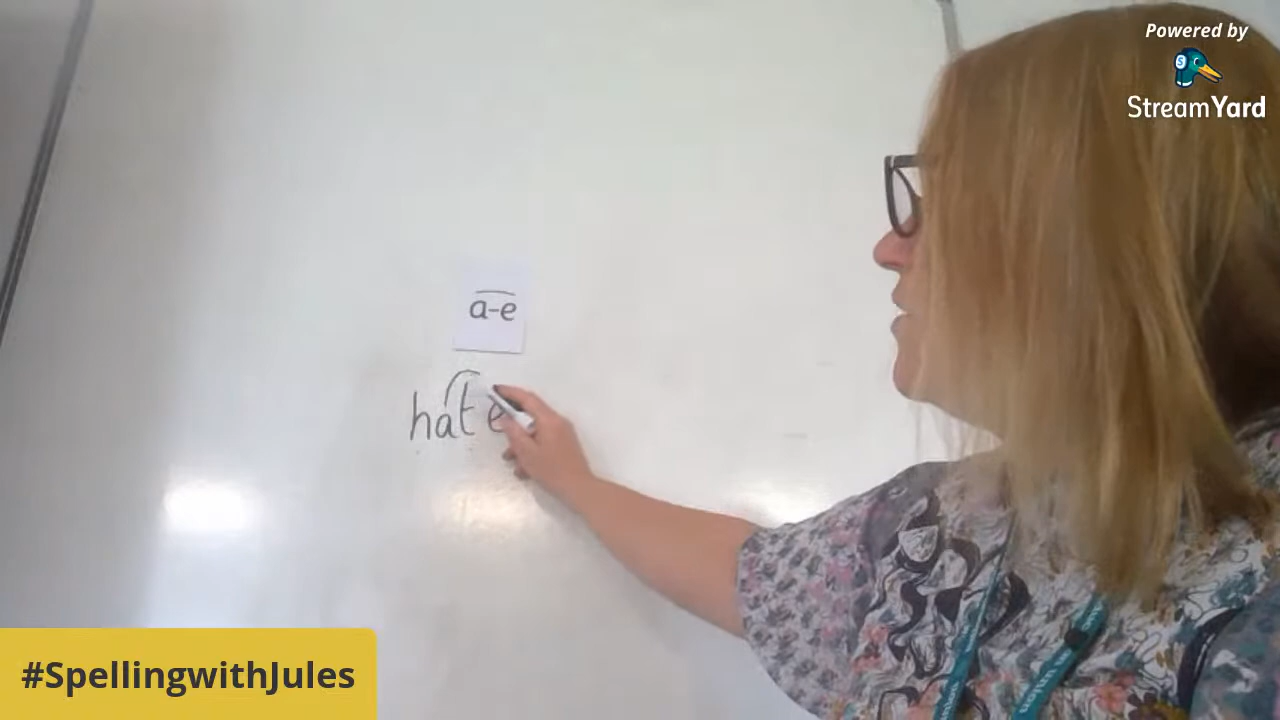 Powered by
StreamYard
a-e
hate
#SpellingwithJules